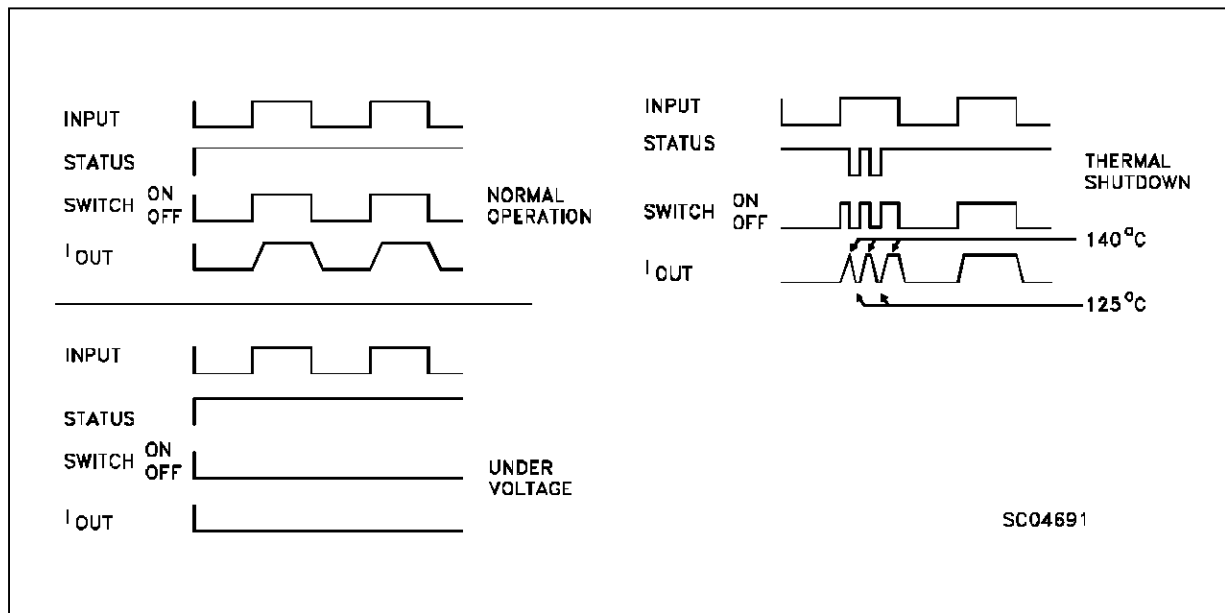 INPUT
STATUS
SWITCH ON OFF
I OUT
NORMAL
OPERATION
INPUT
STATUS
SWITCH ON OFF
I OUT
UNDER
VOLTAGE
INPUT
STATUS
SWITCH ON OFF
I OUT
THERMAL
SHUTDOWN
140°C
125°C
SC04691